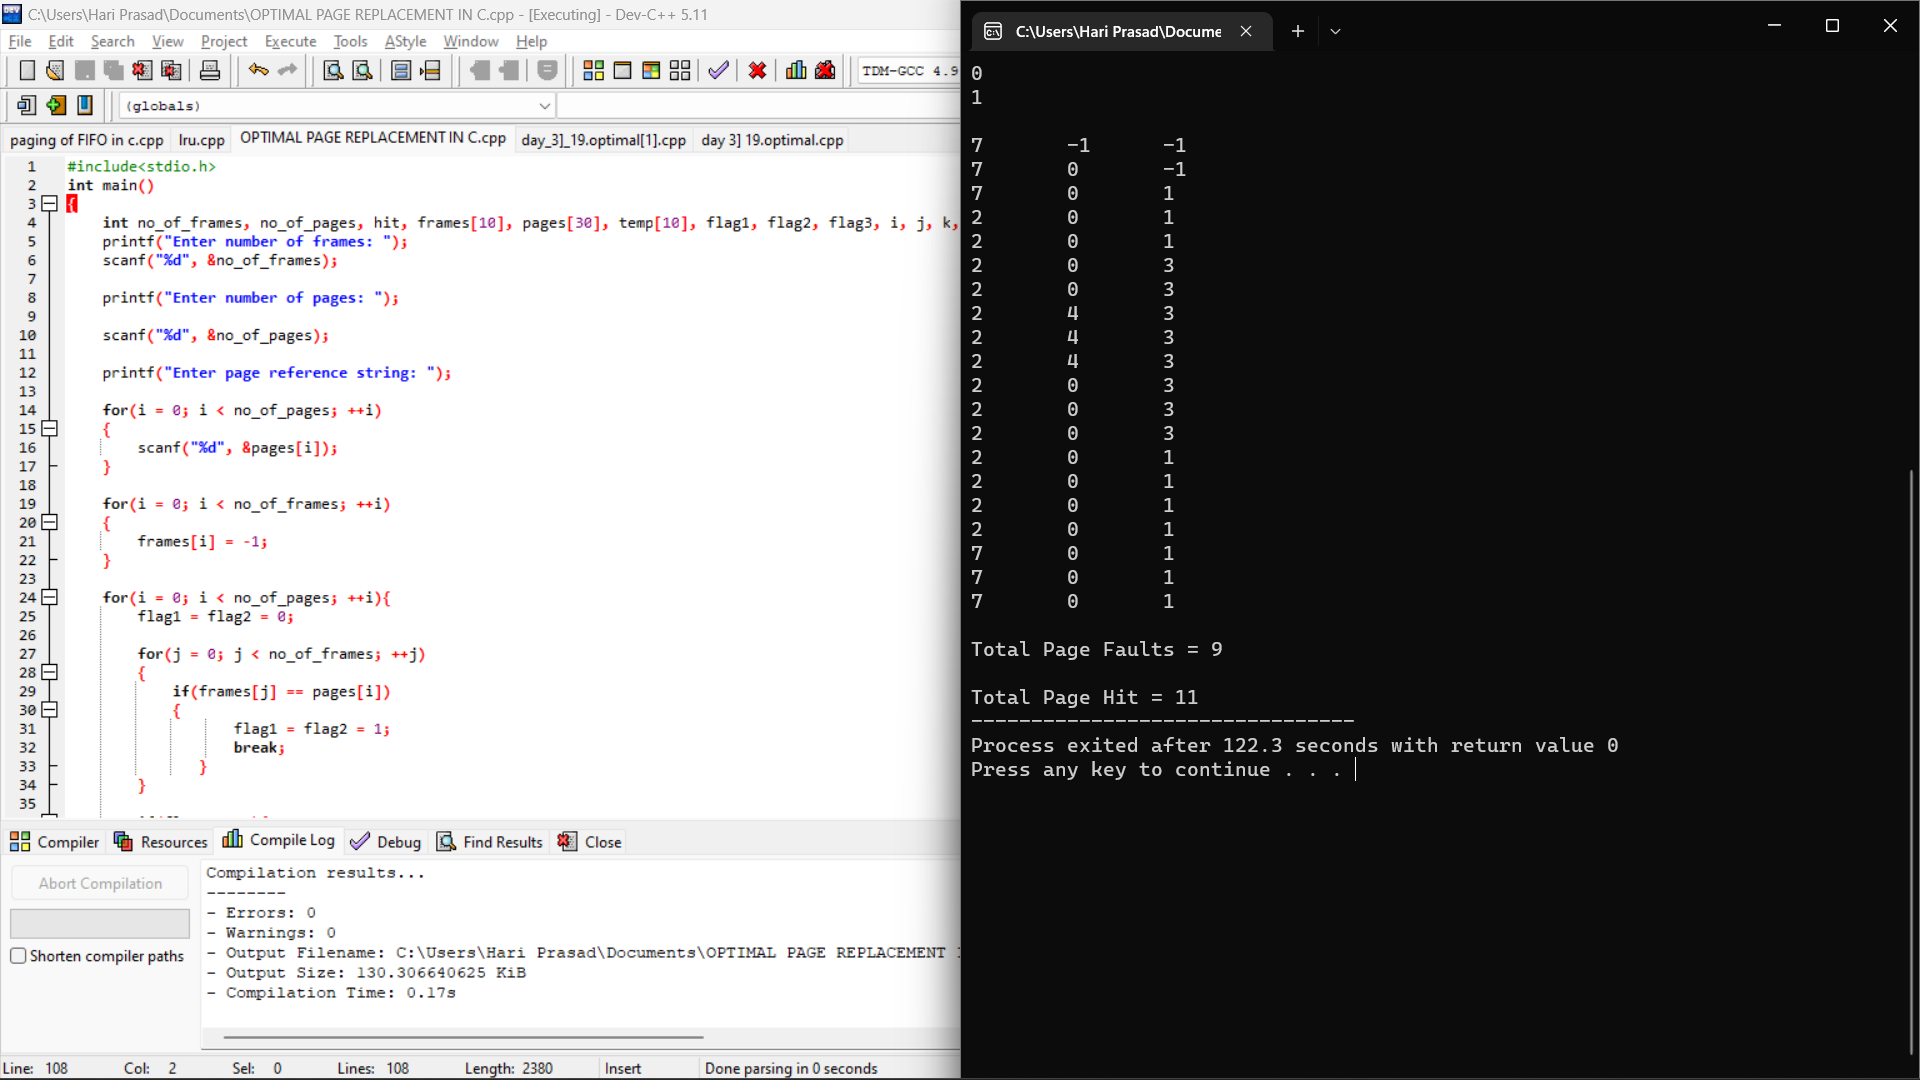 C:\Users\Hari Prasad\Documents\OPTIMAL PAGE REPLACEMENT IN C.cpp - [Executing] - Dev-C++ 5.11
File Edit Search View Project Execute Tools AStyle Window Help
TDM-GCC 4.9
(globals)
paging of FIFO in c.cpp lru.cpp OPTIMAL PAGE REPLACEMENT IN C.cpp day_3]_19.optimal[1].cpp day 3] 19.optimal.cpp
1 #include<stdio.h>
2 int main()
3 {
4 int no_of_frames, no_of_pages, hit, frames[10], pages[30], temp[10], flag1, flag2, flag3, i, j, k,
5 printf("Enter number of frames: ");
6 scanf("%d", &no_of_frames);
7
8 printf("Enter number of pages: ");
9
10 scanf("%d", &no_of_pages);
11
12 printf("Enter page reference string: ");
13
14 for(i = 0; i < no_of_pages; ++i)
15 {
16 scanf("%d", &pages[i]);
17 }
18
19 for(i = 0; i < no_of_frames; ++i)
20 {
21 frames[i] = -1;
22 }
23
24 for(i = 0; i < no_of_pages; ++i){
25 flag1 = flag2 = 0;
26
27 for(j = 0; j < no_of_frames; ++j)
28 {
29 if(frames[j] == pages[i])
30 {
31 flag1 = flag2 = 1;
32 break;
33 }
34 }
35
Compiler Resources Compile Log Debug Find Results Close
Abort Compilation
Shorten compiler paths
Compilation results...
--------
- Errors: 0
- Warnings: 0
- Output Filename: C:\Users\Hari Prasad\Documents\OPTIMAL PAGE REPLACEMENT
- Output Size: 130.306640625 KiB
- Compilation Time: 0.17s
Line: 108 Col: 2 Sel: 0 Lines: 108 Length: 2380 Insert Done parsing in 0 seconds
C:\Users\Hari Prasad\Docume
0
1
7 -1 -1
7 0 -1
7 0 1
2 0 1
2 0 1
2 0 3
2 0 3
2 4 3
2 4 3
2 4 3
2 0 3
2 0 3
2 0 3
2 0 1
2 0 1
2 0 1
2 0 1
7 0 1
7 0 1
7 0 1
Total Page Faults = 9
Total Page Hit = 11
--------------------------------
Process exited after 122.3 seconds with return value 0
Press any key to continue . . .